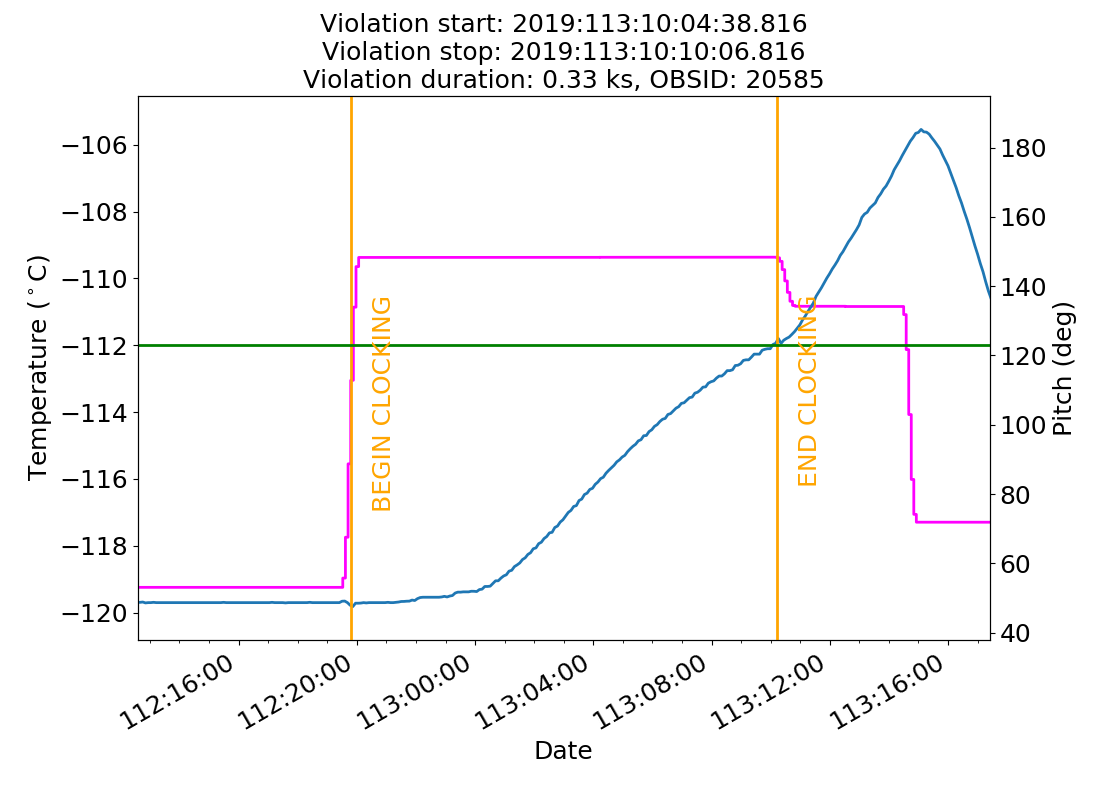 Violation start: 2019:113:10:04:38.816
Violation stop: 2019:113:10:10:06.816
Violation duration: 0.33 ks, OBSID: 20585
−106
−108
−110
−112
−114
−116
−118
−120
Temperature (°C)
BEGIN CLOCKING
END CLOCKING
180
160
140
120
100
80
60
40
Pitch (deg)
112:16:00
112:20:00
113:00:00
113:04:00
113:08:00
113:12:00
113:16:00
Date